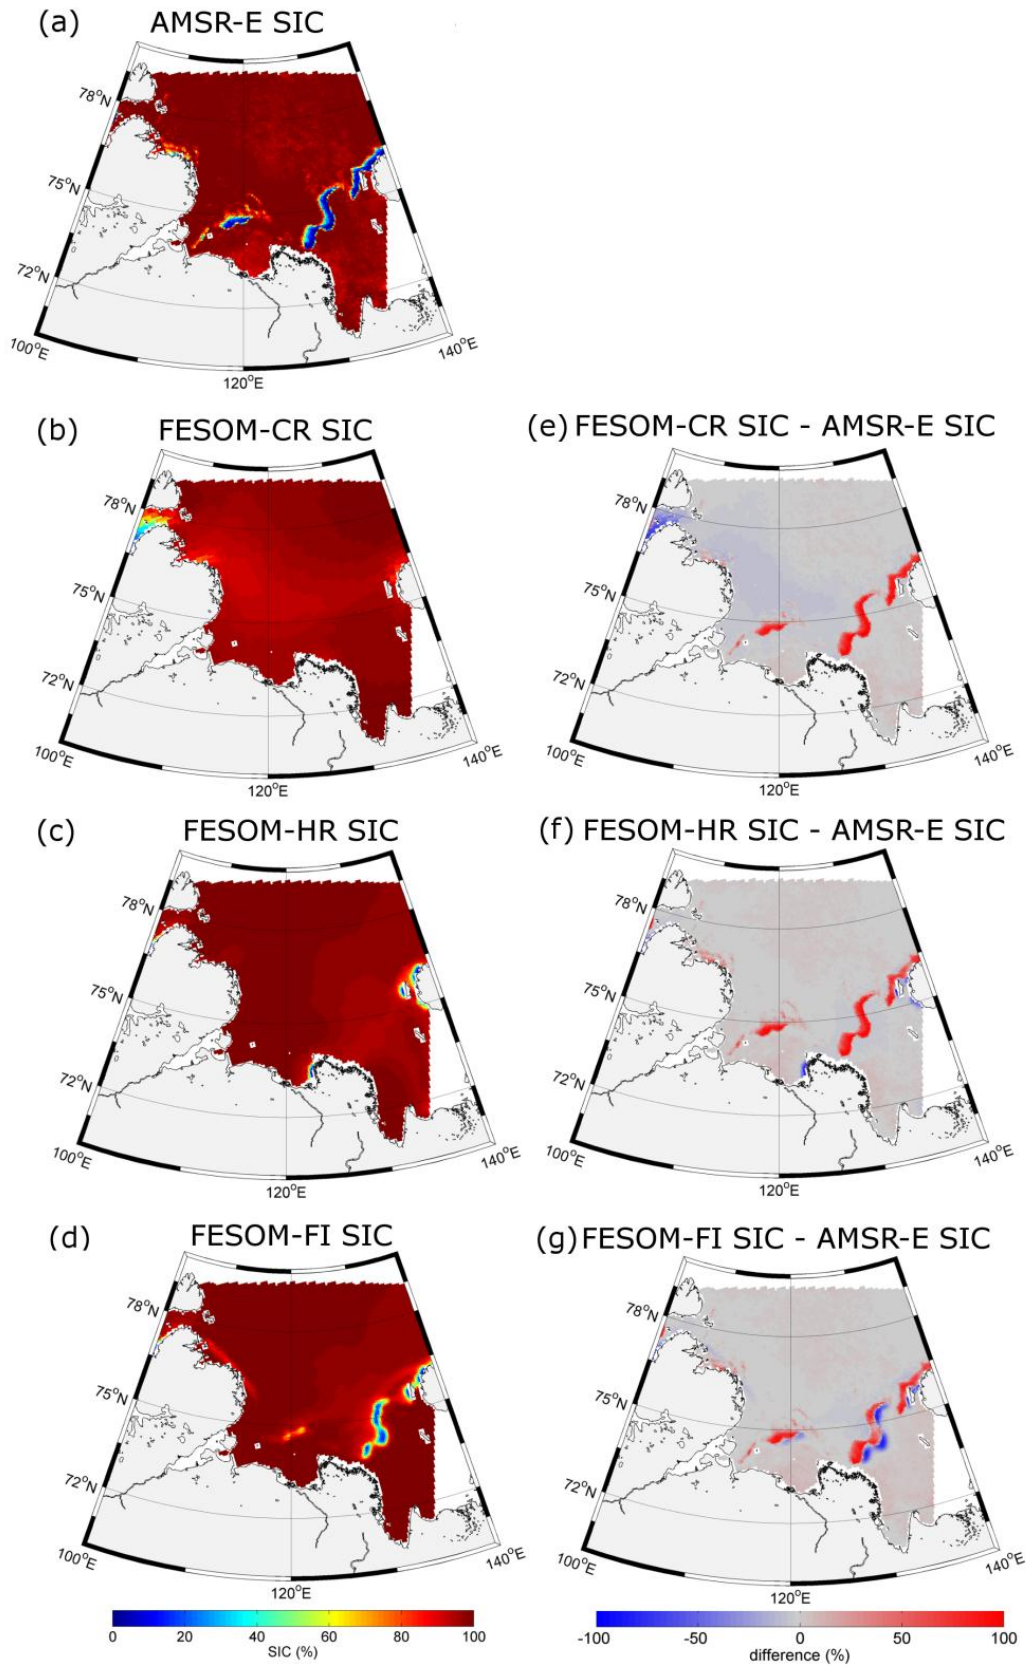 (a) AMSR-E SIC
78°N
75°N
72°N
100°E
120°E
140°E
(b) FESOM-CR SIC
78°N
75°N
72°N
100°E
120°E
140°E
(e) FESOM-CR SIC - AMSR-E SIC
78°N
75°N
72°N
100°E
120°E
140°E
(c) FESOM-HR SIC
78°N
75°N
72°N
100°E
120°E
140°E
(f) FESOM-HR SIC - AMSR-E SIC
78°N
75°N
72°N
100°E
120°E
140°E
(d) FESOM-FI SIC
78°N
75°N
72°N
100°E
120°E
140°E
(g) FESOM-FI SIC - AMSR-E SIC
78°N
75°N
72°N
100°E
120°E
140°E
0 20 40 60 80 100
SIC (%)
-100 -50 0 50 100
difference (%)